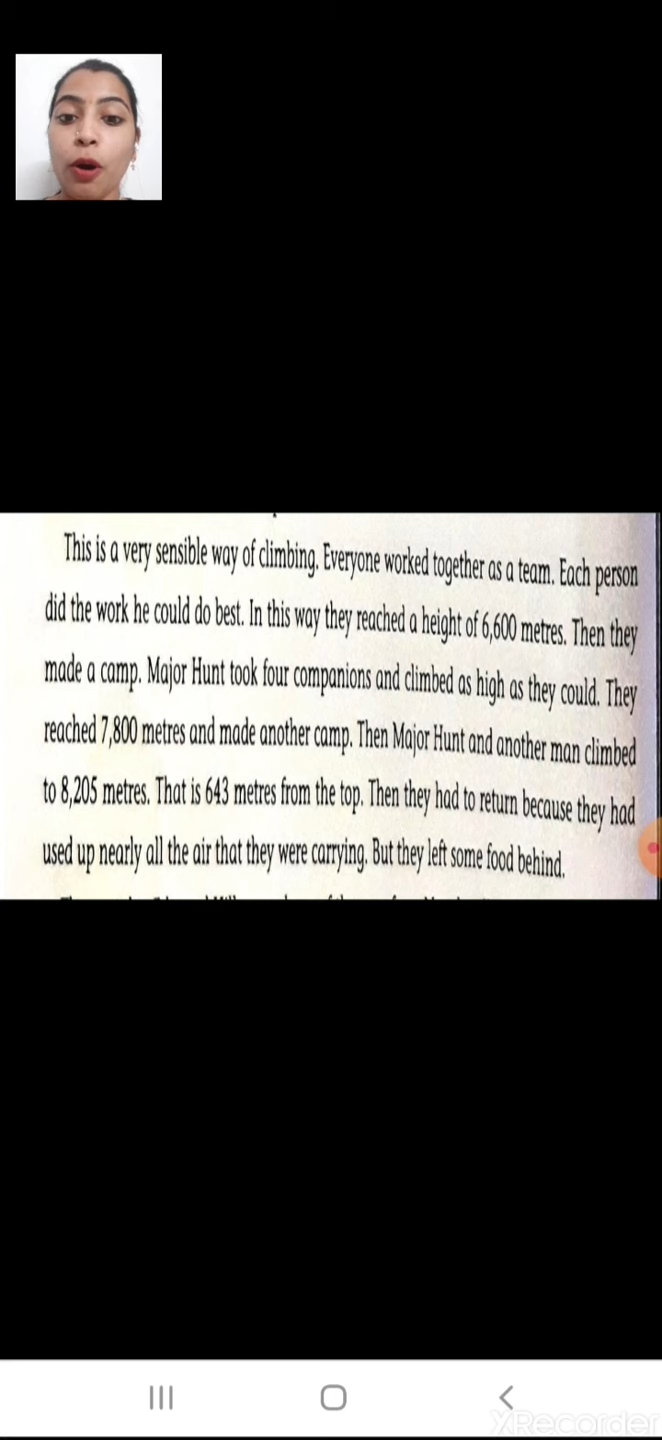 This is a very sensible way of climbing. Everyone worked together as a team. Each person
did the work he could do best. In this way they reached a height of 6,600 metres. Then they
made a camp. Major Hunt took four companions and climbed as high as they could. They
reached 7,800 metres and made another camp. Then Major Hunt and another man climbed
to 8,205 metres. That is 643 metres from the top. Then they had to return because they had
used up nearly all the air that they were carrying. But they left some food behind.
XRecorder